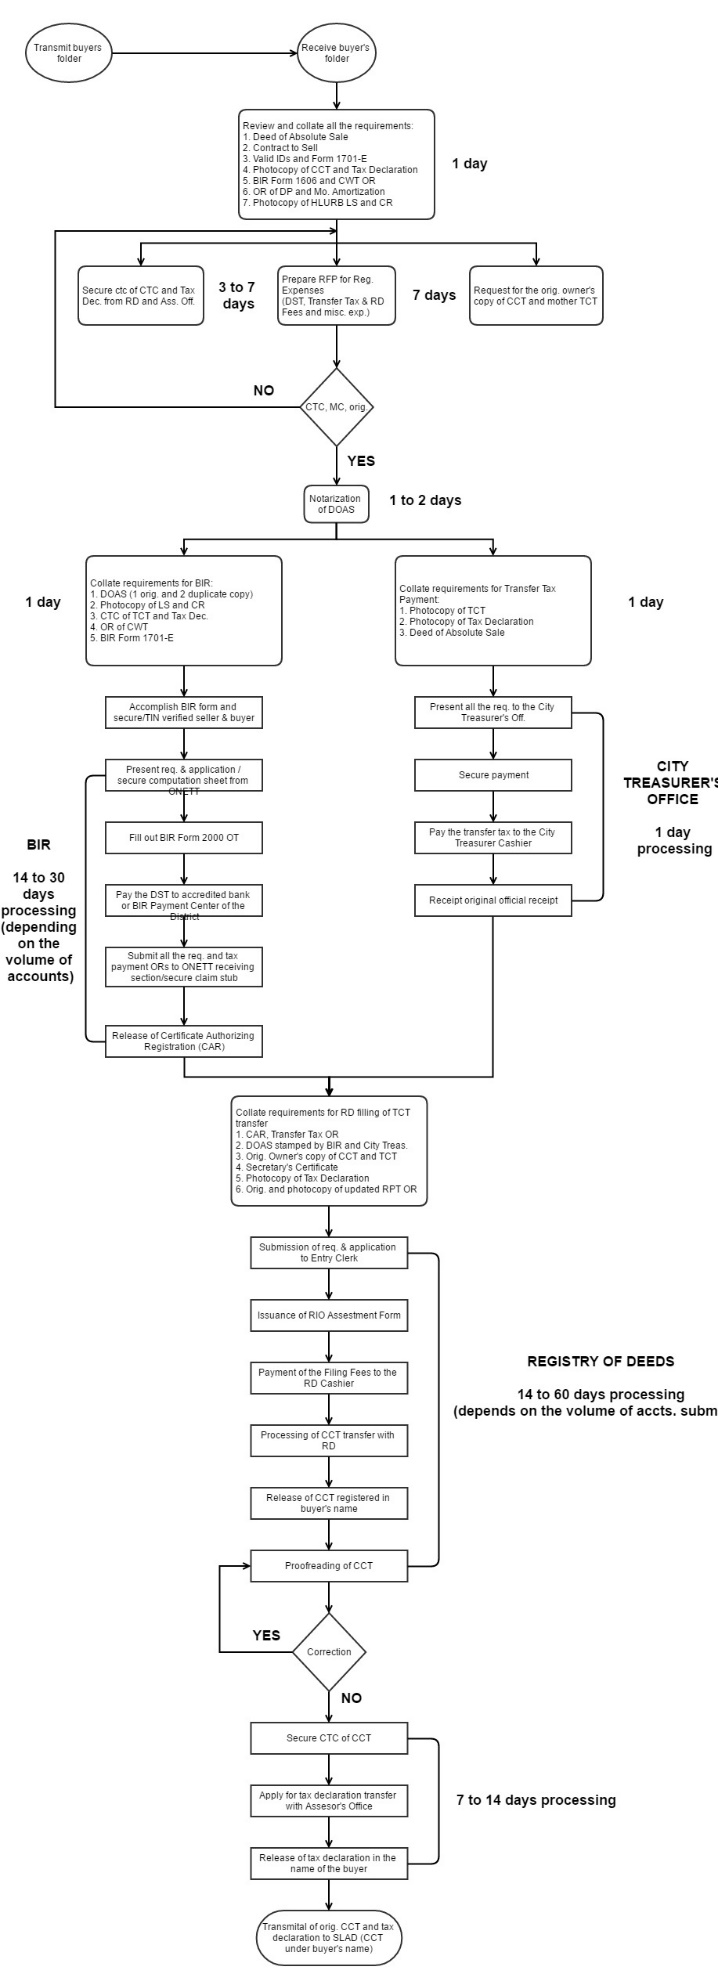 Transmit buyers
folder
Receive buyer's
folder
Review and collate all the requirements:
1. Deed of Absolute Sale
2. Contract to Sell
3. Valid IDs and Form 1701-E
4. Photocopy of CCT and Tax Declaration
5. BIR Form 1606 and CWT OR
6. OR of DP and Mo. Amortization
7. Photocopy of HLURB LS and CR
1 day
Secure ctc of CTC and Tax
Dec. from RD and Ass. Off.
3 to 7
days
Prepare RFP for Reg.
Expenses
(DST, Transfer Tax & RD
Fees and misc. exp.)
7 days
Request for the orig. owner's
copy of CCT and mother TCT
NO
CTC, MC, orig.
YES
Notarization
of DOAS
1 to 2 days
1 day
Collate requirements for BIR:
1. DOAS (1 orig. and 2 duplicate copy)
2. Photocopy of LS and CR
3. CTC of TCT and Tax Dec.
4. OR of CWT
5. BIR Form 1701-E
Collate requirements for Transfer Tax
Payment:
1. Photocopy of TCT
2. Photocopy of Tax Declaration
3. Deed of Absolute Sale
1 day
Accomplish BIR form and
secure/TIN verified seller & buyer
Present req. & application /
secure computation sheet from
ONETT
Fill out BIR Form 2000 OT
Pay the DST to accredited bank
or BIR Payment Center of the
District
Submit all the req. and tax
payment ORs to ONETT receiving
section/secure claim stub
Release of Certificate Authorizing
Registration (CAR)
BIR
14 to 30
days
processing
(depending
on the
volume of
accounts)
Present all the req. to the City
Treasurer's Off.
Secure payment
Pay the transfer tax to the City
Treasurer Cashier
Receipt original official receipt
CITY
TREASURER'S
OFFICE
1 day
processing
Collate requirements for RD filling of TCT
transfer
1. CAR, Transfer Tax OR
2. DOAS stamped by BIR and City Treas.
3. Orig. Owner's copy of CCT and TCT
4. Secretary's Certificate
5. Photocopy of Tax Declaration
6. Orig. and photocopy of updated RPT OR
Submission of req. & application
to Entry Clerk
Issuance of RIO Assestment Form
Payment of the Filing Fees to the
RD Cashier
Processing of CCT transfer with
RD
Release of CCT registered in
buyer's name
Proofreading of CCT
REGISTRY OF DEEDS
14 to 60 days processing
(depends on the volume of accts. subm
YES
Correction
NO
Secure CTC of CCT
Apply for tax declaration transfer
with Assesor's Office
Release of tax declaration in the
name of the buyer
7 to 14 days processing
Transmital of orig. CCT and tax
declaration to SLAD (CCT
under buyer's name)